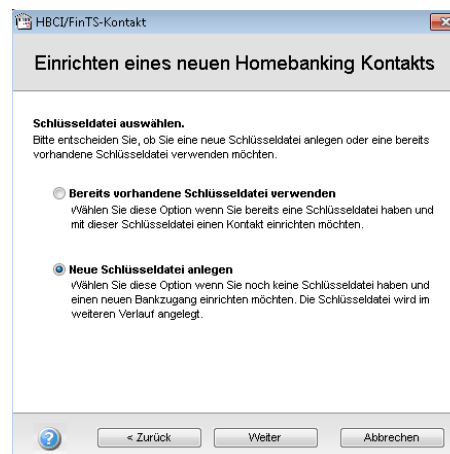 HBCI/FinTS-Kontakt
Einrichten eines neuen Homebanking Kontakts
Schlüsseldatei auswählen.
Bitte entscheiden Sie, ob Sie eine neue Schlüsseldatei anlegen oder eine bereits
vorhandene Schlüsseldatei verwenden möchten.
Bereits vorhandene Schlüsseldatei verwenden
Wählen Sie diese Option wenn Sie bereits eine Schlüsseldatei haben und
mit dieser Schlüsseldatei einen Kontakt einrichten möchten.
Neue Schlüsseldatei anlegen
Wählen Sie diese Option wenn Sie noch keine Schlüsseldatei haben und
einen neuen Bankzugang einrichten möchten. Die Schlüsseldatei wird im
weiteren Verlauf angelegt.
< Zurück
Weiter
Abbrechen